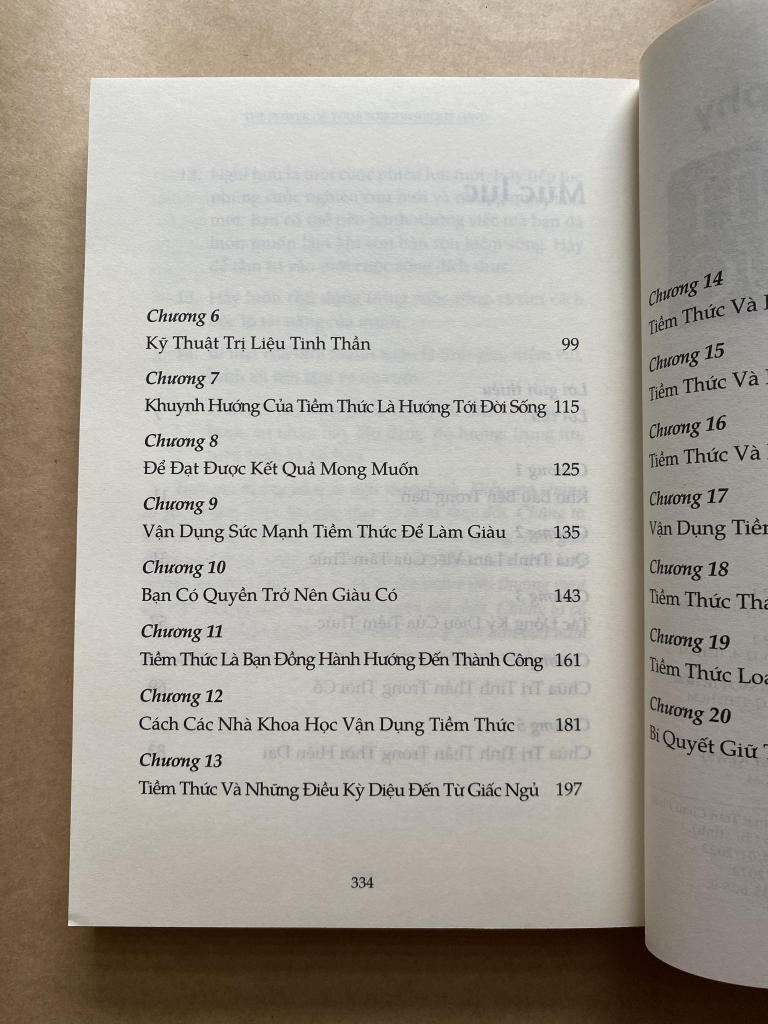 Chương 6
Kỹ Thuật Trị Liệu Tinh Thần 99
Chương 7
Khuynh Hướng Của Tiềm Thức Là Hướng Tới Đời Sống 115
Chương 8
Để Đạt Được Kết Quả Mong Muốn 125
Chương 9
Vận Dụng Sức Mạnh Tiềm Thức Để Làm Giàu 135
Chương 10
Bạn Có Quyền Trở Nên Giàu Có 143
Chương 11
Tiềm Thức Là Bạn Đồng Hành Hướng Đến Thành Công 161
Chương 12
Cách Các Nhà Khoa Học Vận Dụng Tiềm Thức 181
Chương 13
Tiềm Thức Và Những Điều Kỳ Diệu Đến Từ Giấc Ngủ 197
334
Chương 14
Tiềm Thức Và
Chương 15
Tiềm Thức Và
Chương 16
Tiềm Thức Và
Chương 17
Vận Dụng Tiềm
Chương 18
Tiềm Thức
Chương 19
Tiềm Thức
Chương 20
Bí Quyết Giữ